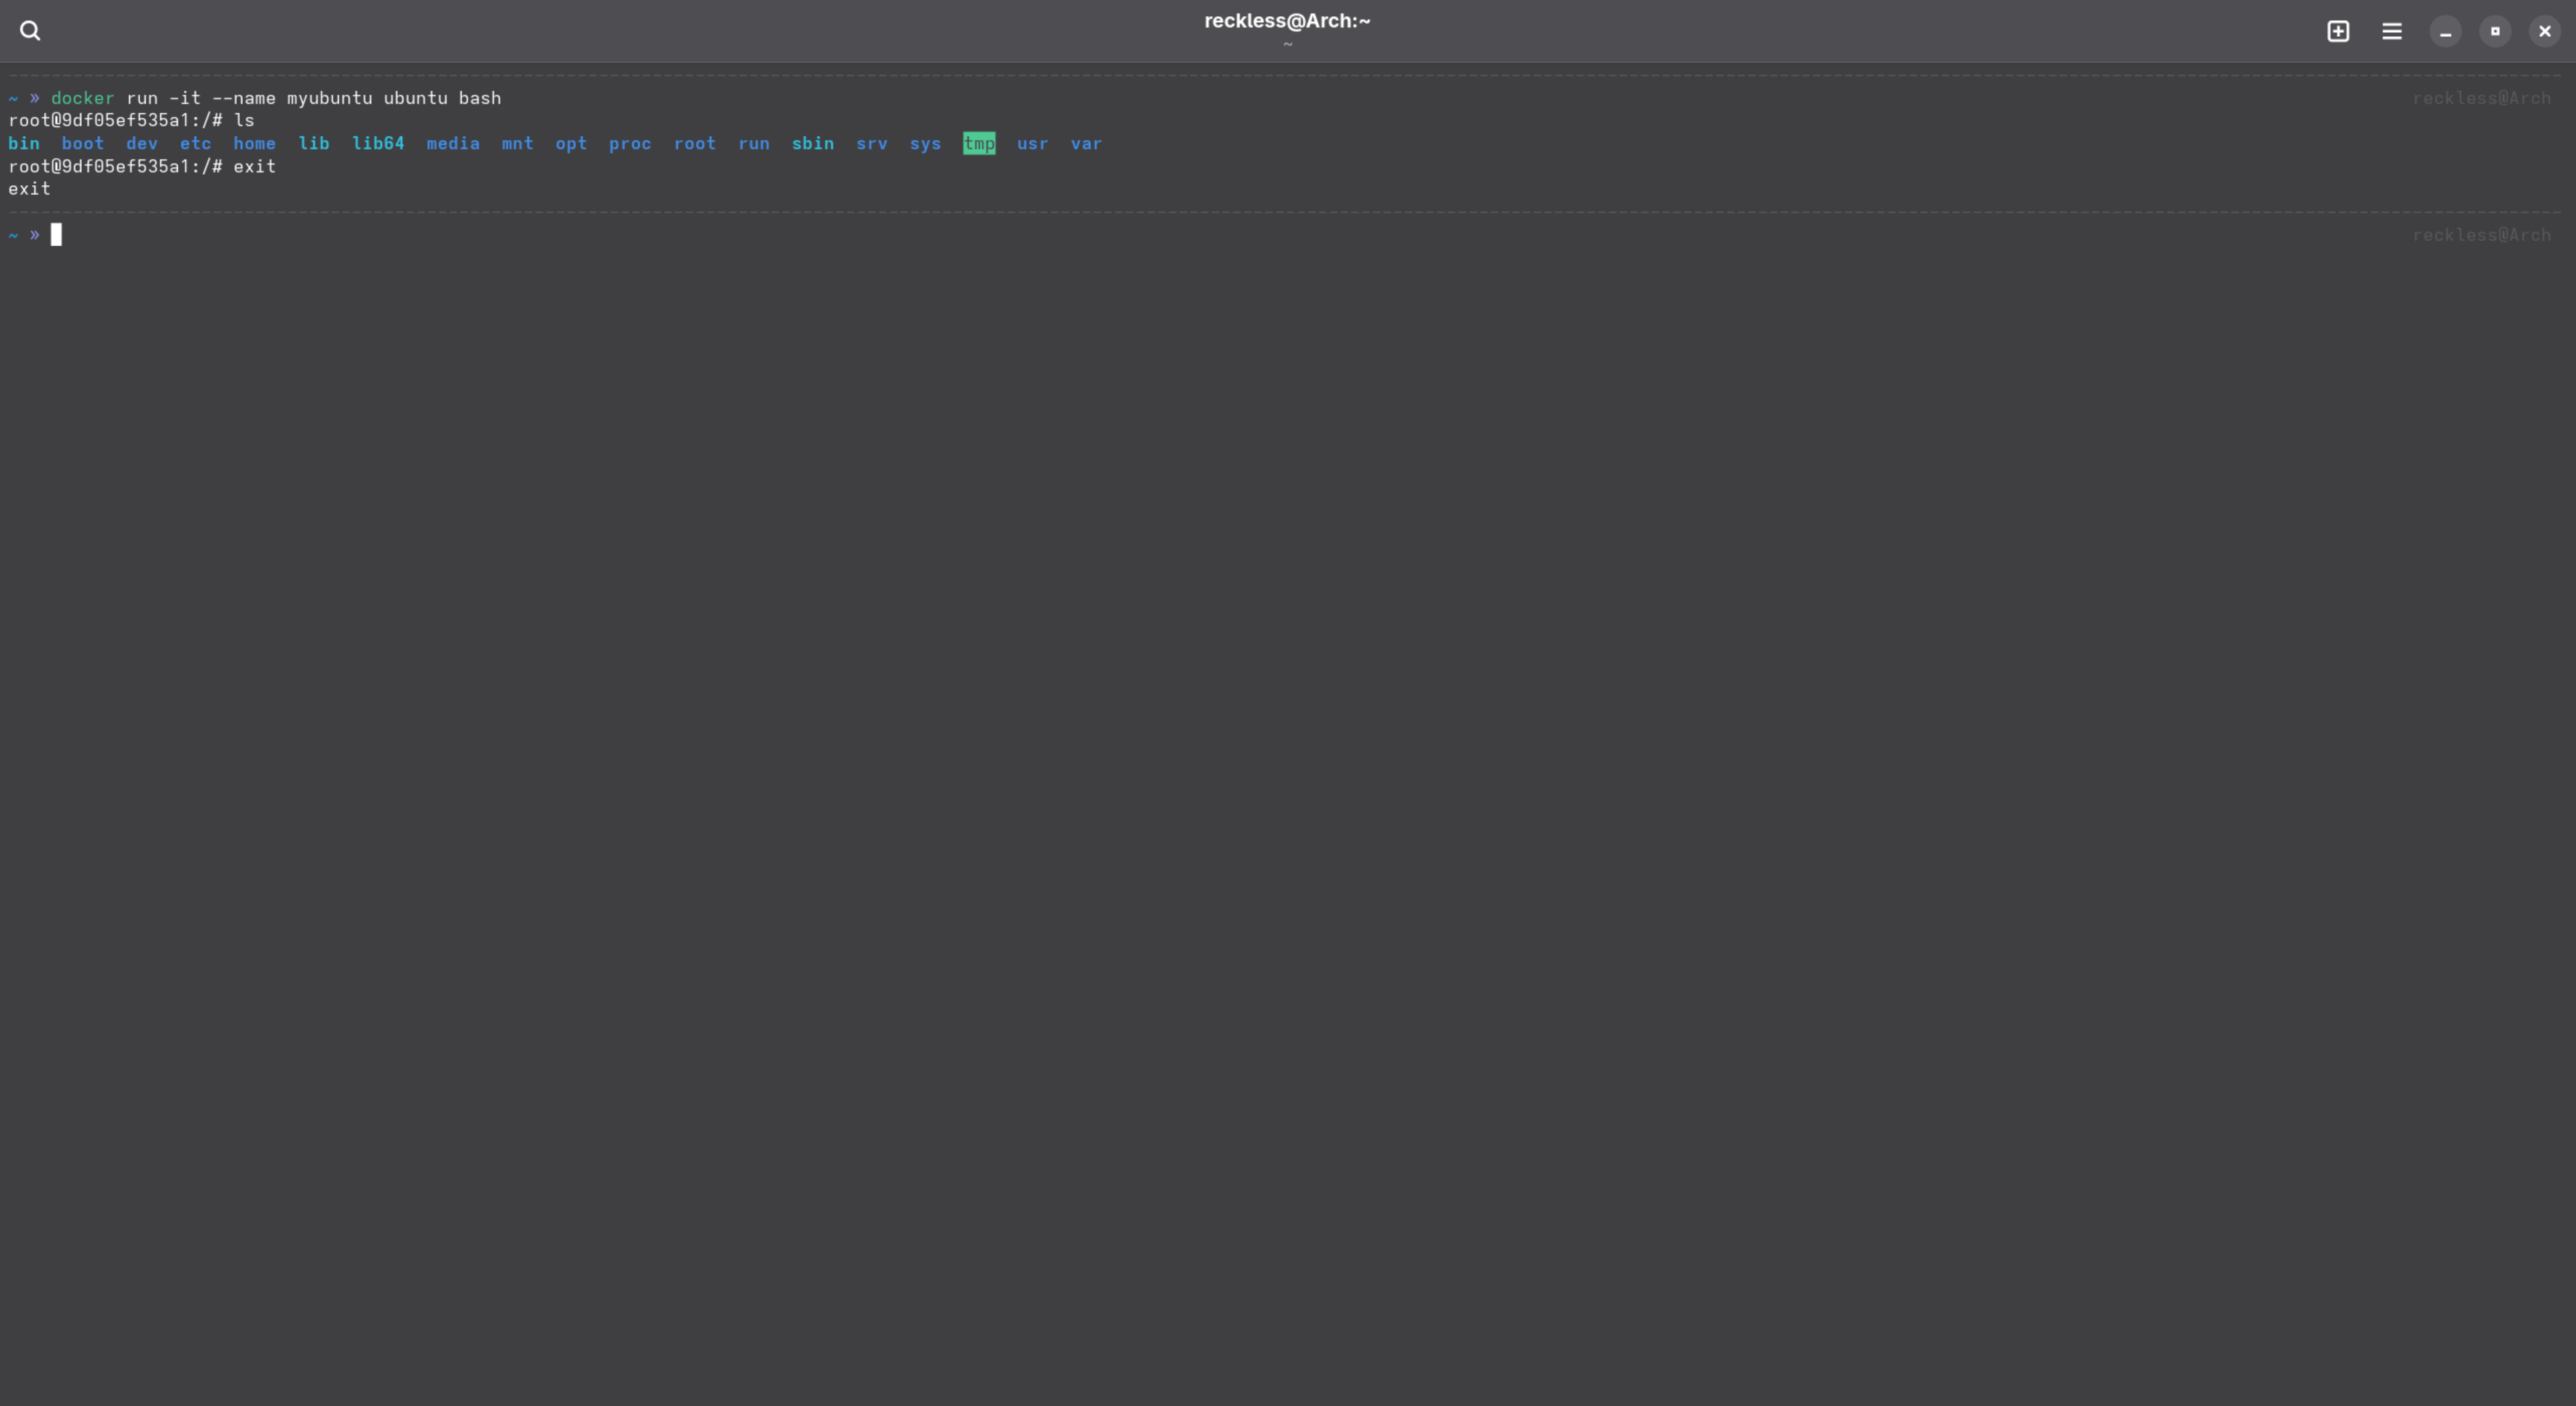 reckless@Arch:~
~
~ » docker run -it --name myubuntu ubuntu bash reckless@Arch
root@9df05ef535a1:/# ls
bin boot dev etc home lib lib64 media mnt opt proc root run sbin srv sys tmp usr var
root@9df05ef535a1:/# exit
exit
~ » reckless@Arch